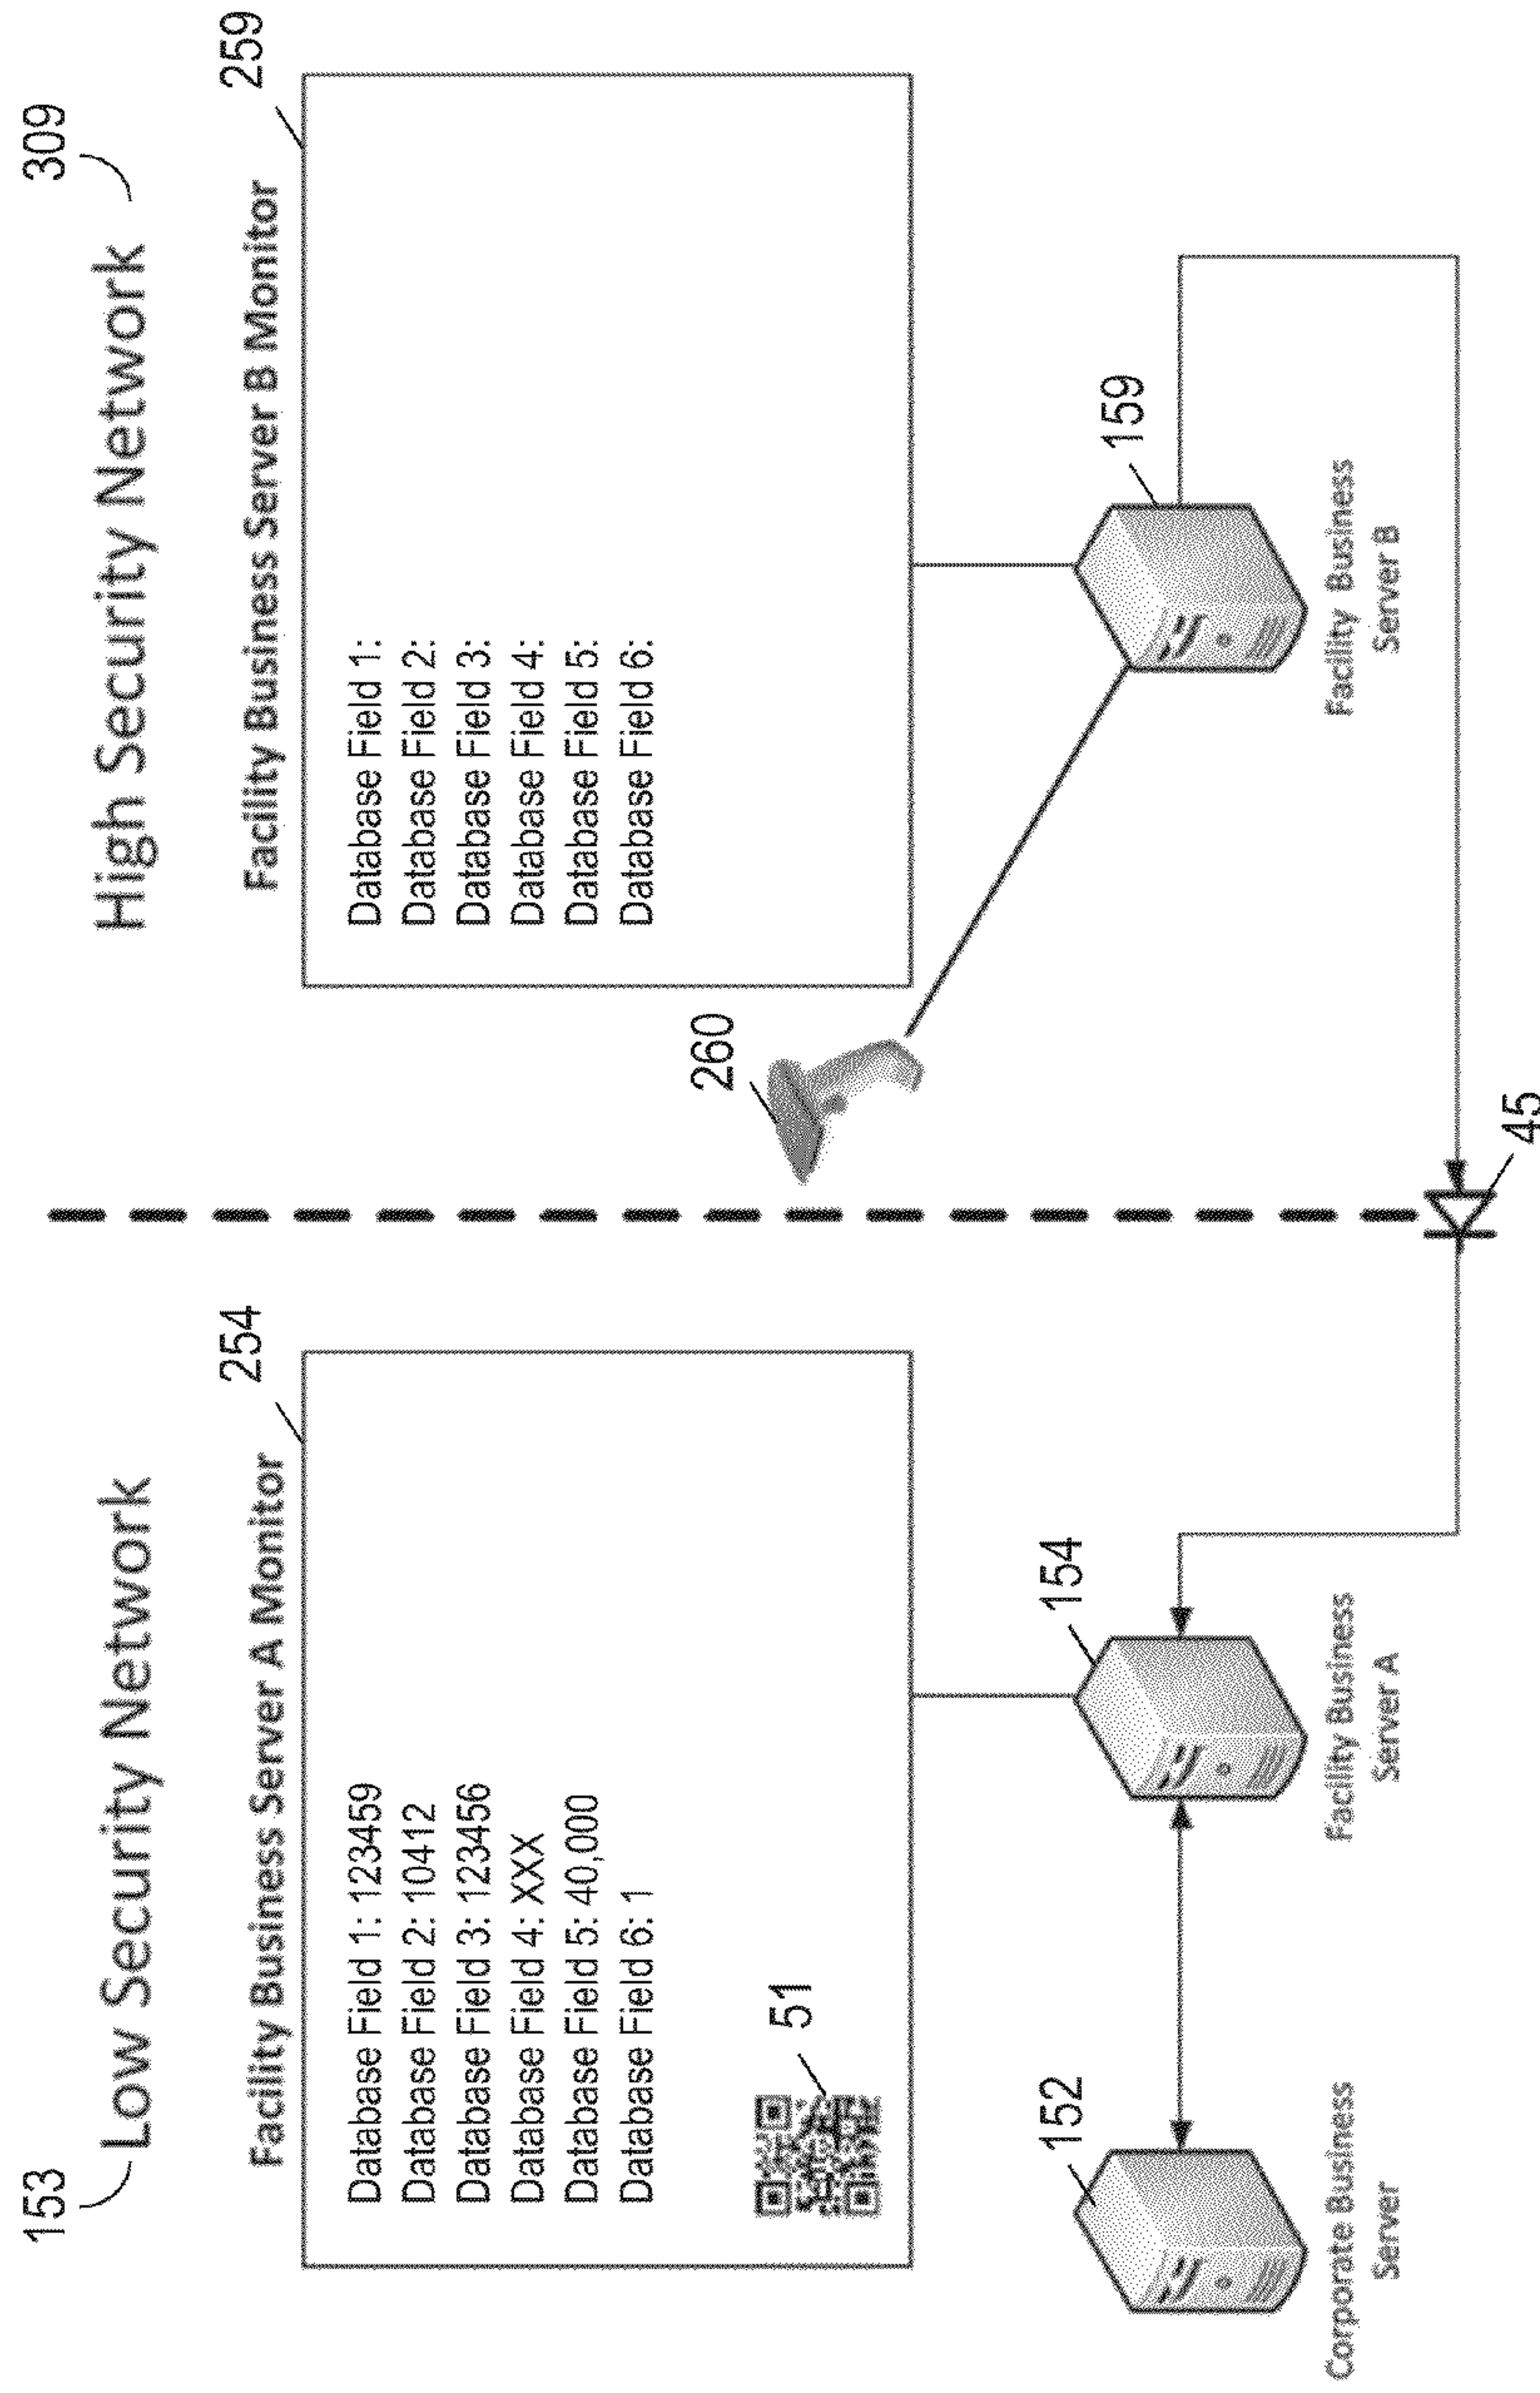 153
Low Security Network
Facility Business Server A Monitor
254
Database Field 1: 123459
Database Field 2: 10412
Database Field 3: 123456
Database Field 4: XXX
Database Field 5: 40,000
Database Field 6: 1
51
152
Corporate Business
Server
154
Facility Business
Server A
High Security Network
309
Facility Business Server B Monitor
259
Database Field 1:
Database Field 2:
Database Field 3:
Database Field 4:
Database Field 5:
Database Field 6:
260
159
Facility Business
Server B
45